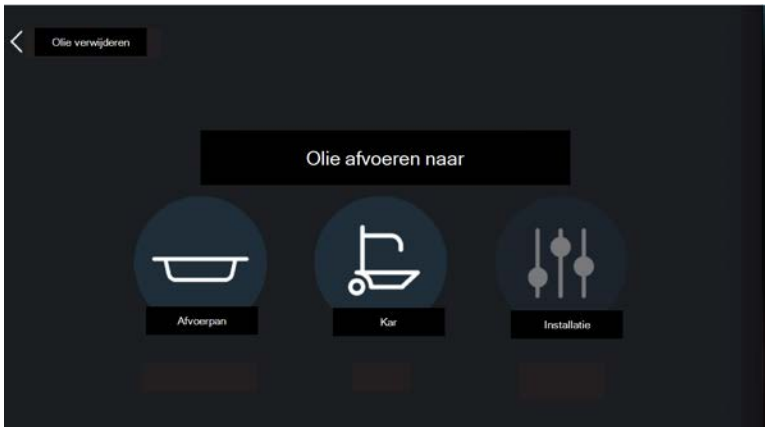 Olie verwijderen
Olie afvoeren naar
Afvoerpan
Kar
Installatie